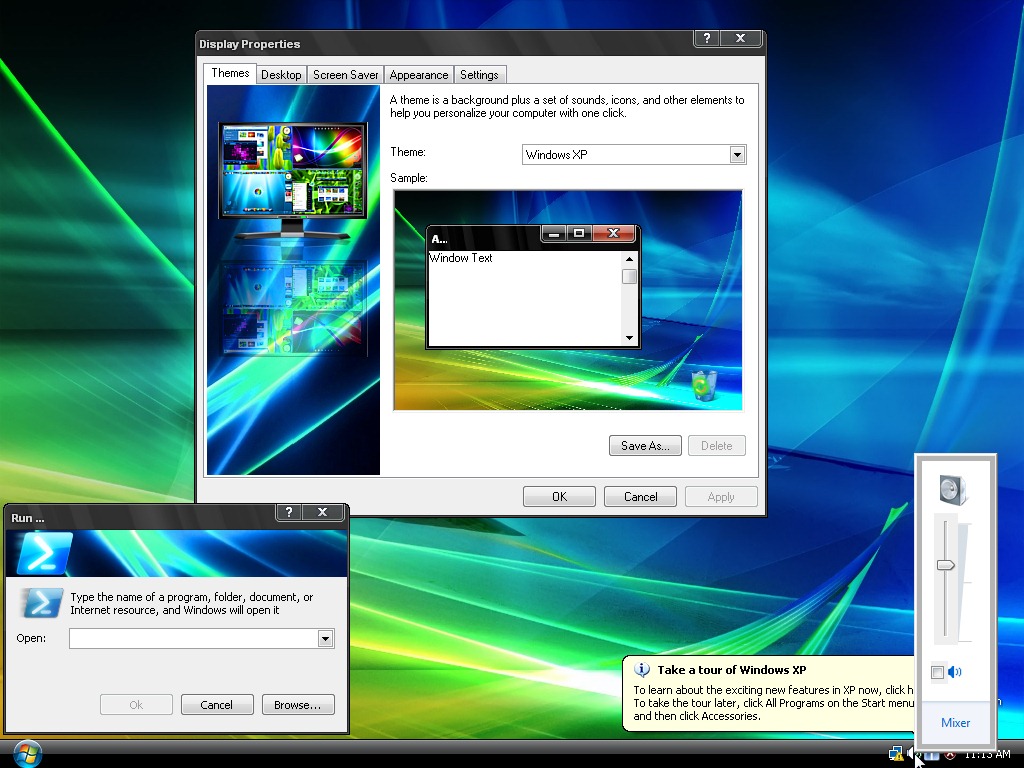 Display Properties
?
Themes
Desktop
Screen Saver
Appearance
Settings
A theme is a background plus a set of sounds, icons, and other elements to
help you personalize your computer with one click.
Theme:
Windows XP
Sample:
A...
Window Text
Save As...
Delete
OK
Cancel
Apply
Run ...
?
Type the name of a program, folder, document, or
Internet resource, and Windows will open it
Open:
Ok
Cancel
Browse...
Take a tour of Windows XP
To learn about the exciting new features in XP now, click h
To take the tour later, click All Programs on the Start menu
and then click Accessories.
Mixer
11:13 AM